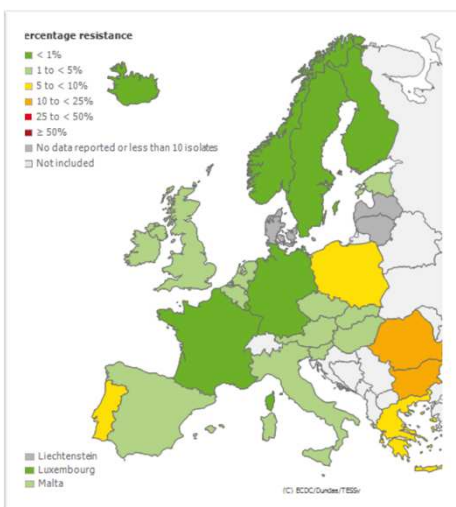 ercentage resistance
< 1%
1 to < 5%
5 to < 10%
10 to < 25%
25 to < 50%
≥ 50%
No data reported or less than 10 isolates
Not included
Liechtenstein
Luxembourg
Malta
(C) ECDC/Dundas/TESSy